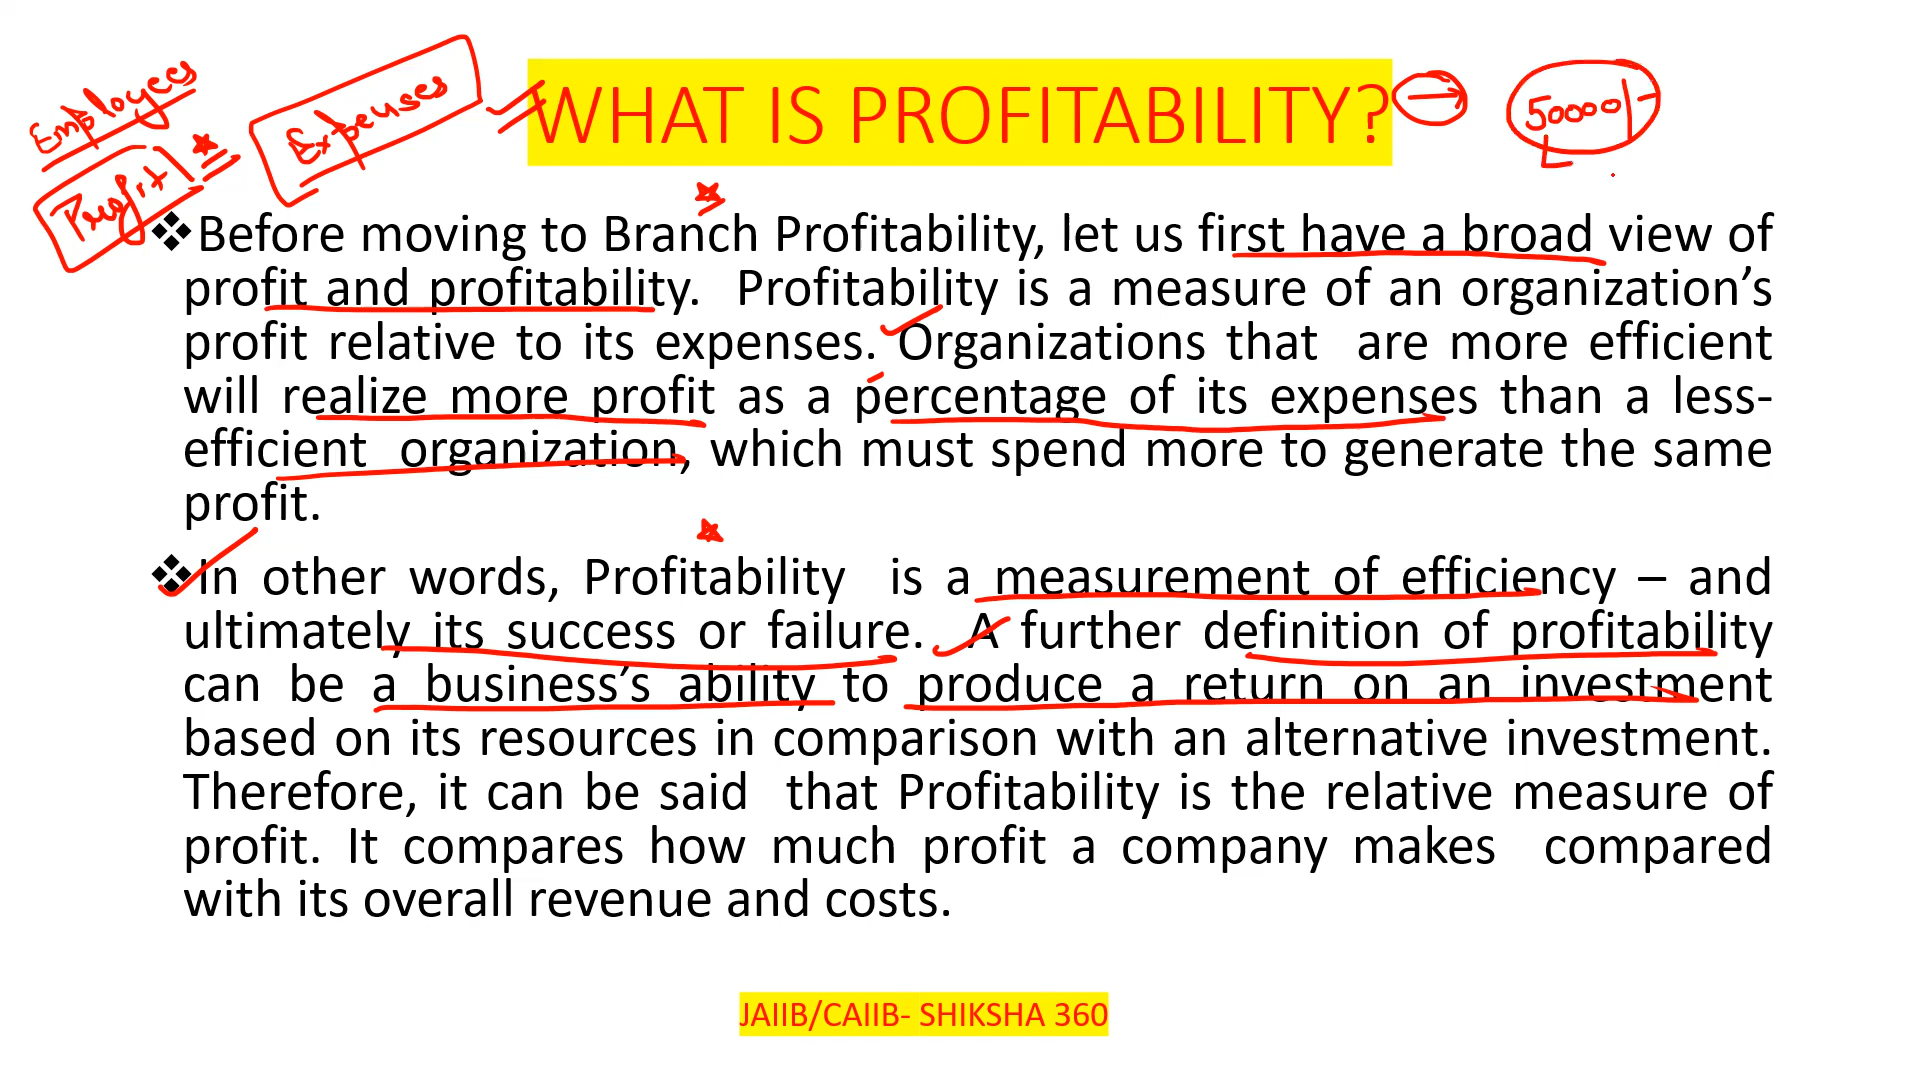 Employees
Profit
Expenses
WHAT IS PROFITABILITY?
50000/-
❖Before moving to Branch Profitability, let us first have a broad view of
profit and profitability. Profitability is a measure of an organization’s
profit relative to its expenses. Organizations that are more efficient
will realize more profit as a percentage of its expenses than a less-
efficient organization, which must spend more to generate the same
profit.
❖In other words, Profitability is a measurement of efficiency – and
ultimately its success or failure. A further definition of profitability
can be a business’s ability to produce a return on an investment
based on its resources in comparison with an alternative investment.
Therefore, it can be said that Profitability is the relative measure of
profit. It compares how much profit a company makes compared
with its overall revenue and costs.
JAIIB/CAIIB- SHIKSHA 360